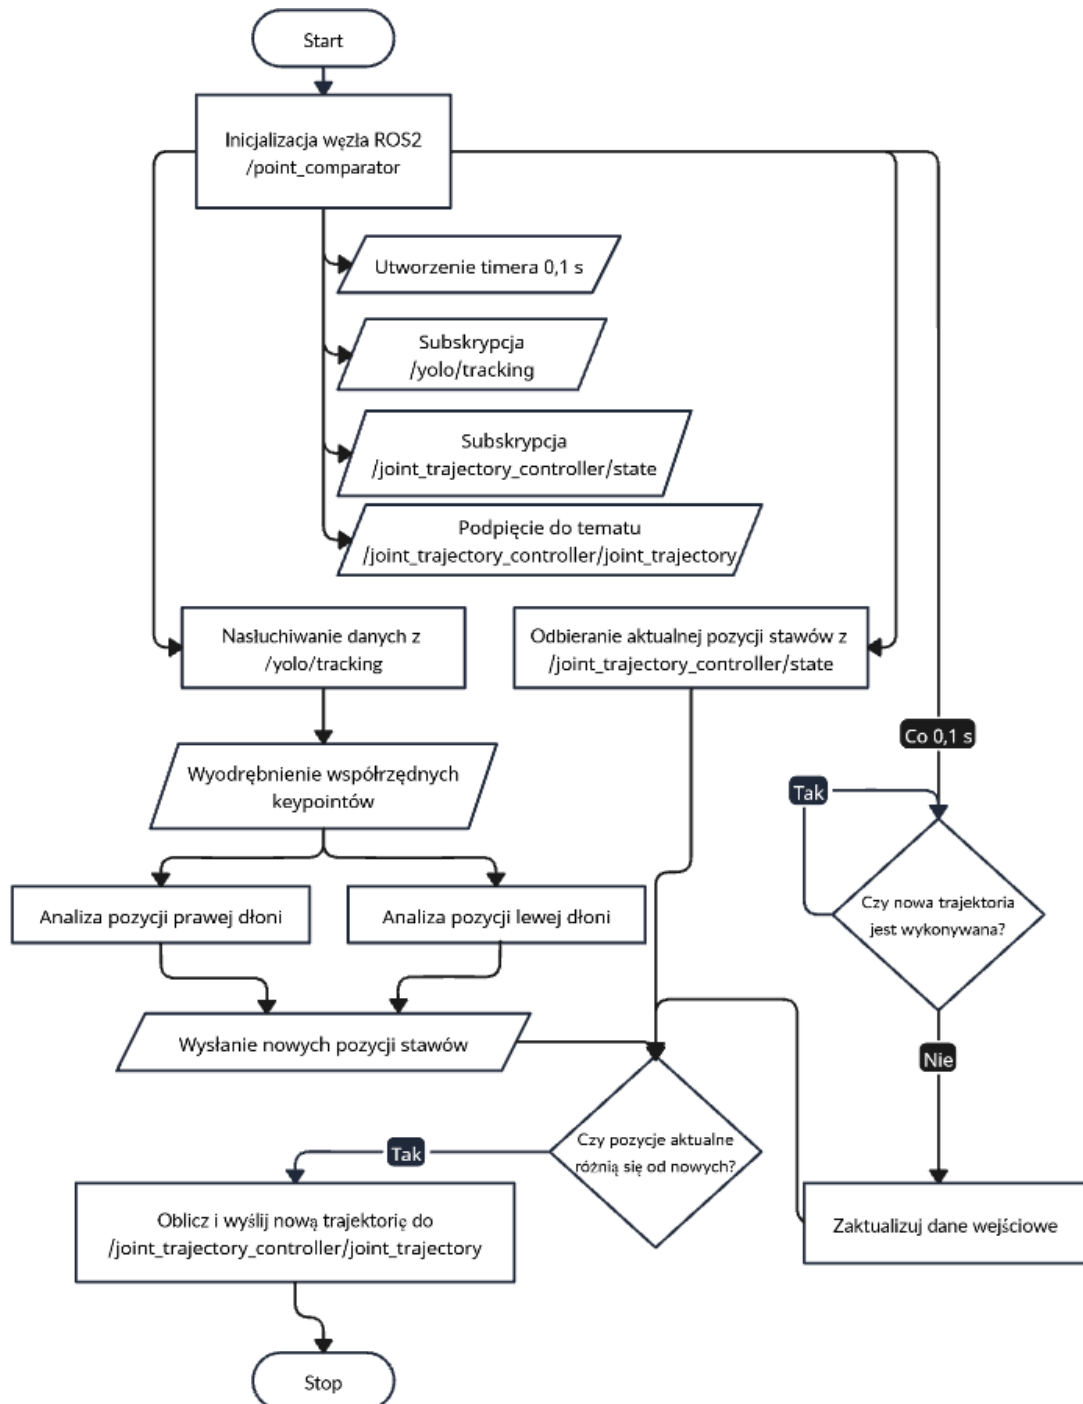 Start
Inicjalizacja węzła ROS2
/point_comparator
Utworzenie timera 0,1 s
Subskrypcja
/yolo/tracking
Subskrypcja
/joint_trajectory_controller/state
Podpięcie do tematu
/joint_trajectory_controller/joint_trajectory
Nasłuchiwanie danych z
/yolo/tracking
Odbieranie aktualnej pozycji stawów z
/joint_trajectory_controller/state
Co 0,1 s
Wyodrębnienie współrzędnych
keypointów
Tak
Analiza pozycji prawej dłoni
Analiza pozycji lewej dłoni
Czy nowa trajektoria
jest wykonywana?
Wysłanie nowych pozycji stawów
Nie
Czy pozycje aktualne
różnią się od nowych?
Tak
Oblicz i wyślij nową trajektorię do
/joint_trajectory_controller/joint_trajectory
Zaktualizuj dane wejściowe
Stop